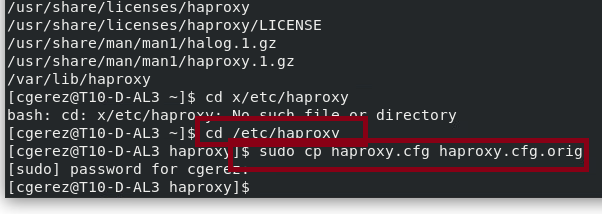 /usr/share/licenses/haproxy
/usr/share/licenses/haproxy/LICENSE
/usr/share/man/man1/halog.1.gz
/usr/share/man/man1/haproxy.1.gz
/var/lib/haproxy
[cgerez@T10-D-AL3 ~]$ cd x/etc/haproxy
bash: cd: x/etc/haproxy: No such file or directory
[cgerez@T10-D-AL3 ~]$ cd /etc/haproxy
[cgerez@T10-D-AL3 haproxy]$ sudo cp haproxy.cfg haproxy.cfg.orig
[sudo] password for cgerez:
[cgerez@T10-D-AL3 haproxy]$